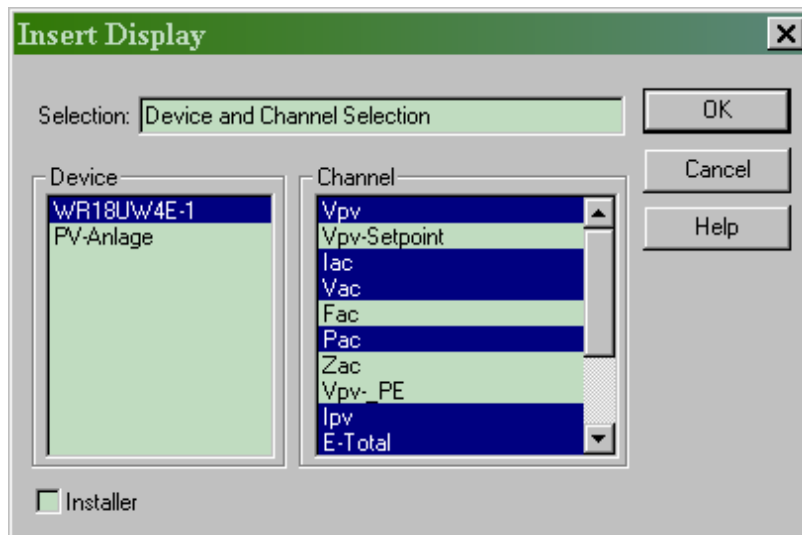 Insert Display
Selection: Device and Channel Selection
OK
Cancel
Help
Device
WR18UW4E-1
PV-Anlage
Channel
Vpv
Vpv-Setpoint
Iac
Vac
Fac
Pac
Zac
Vpv-_PE
Ipv
E-Total
Installer